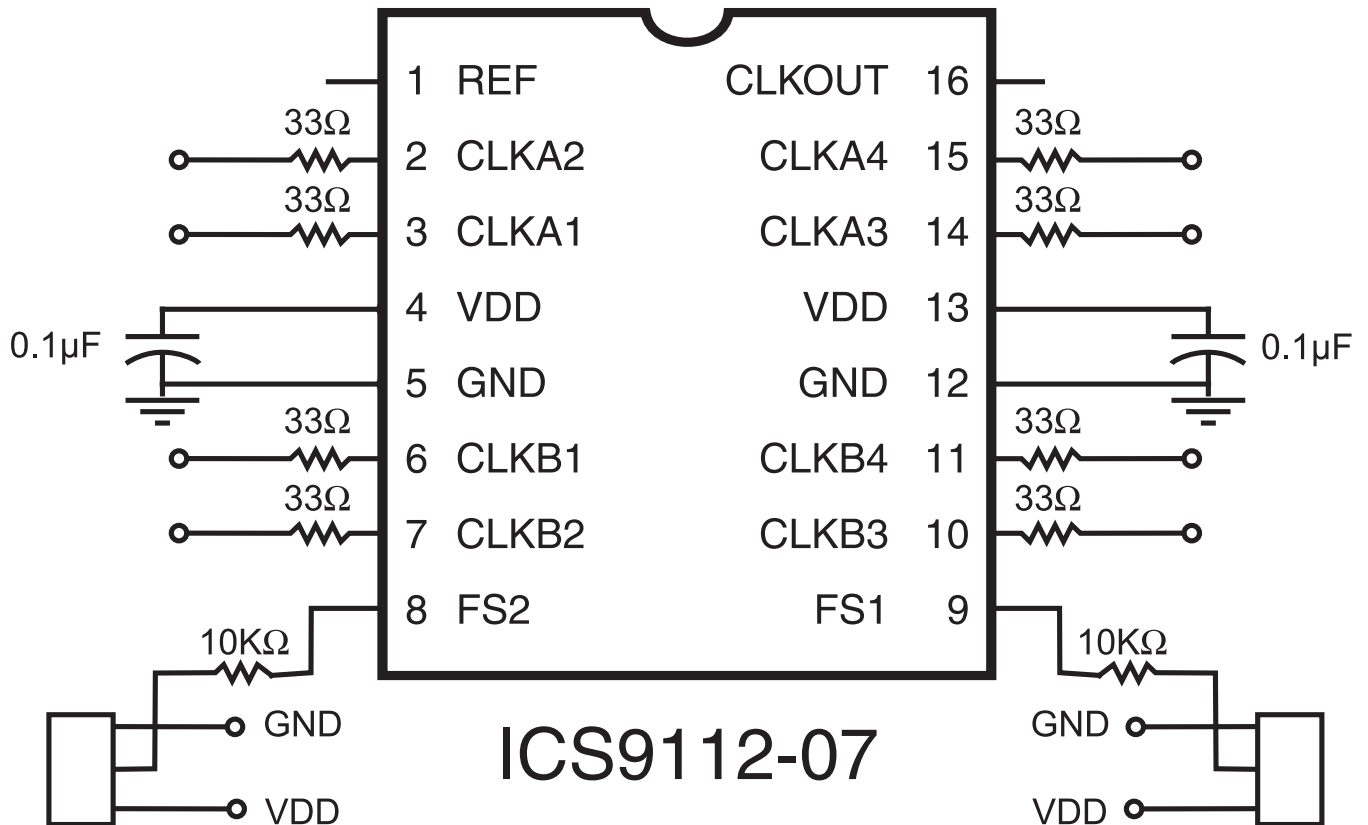 1 REF CLKOUT 16
33Ω 33Ω
2 CLKA2 CLKA4 15
33Ω 33Ω
3 CLKA1 CLKA3 14
4 VDD VDD 13
0.1µF 0.1µF
5 GND GND 12
33Ω 33Ω
6 CLKB1 CLKB4 11
33Ω 33Ω
7 CLKB2 CLKB3 10
8 FS2 FS1 9
10KΩ 10KΩ
GND GND
ICS9112-07
VDD VDD